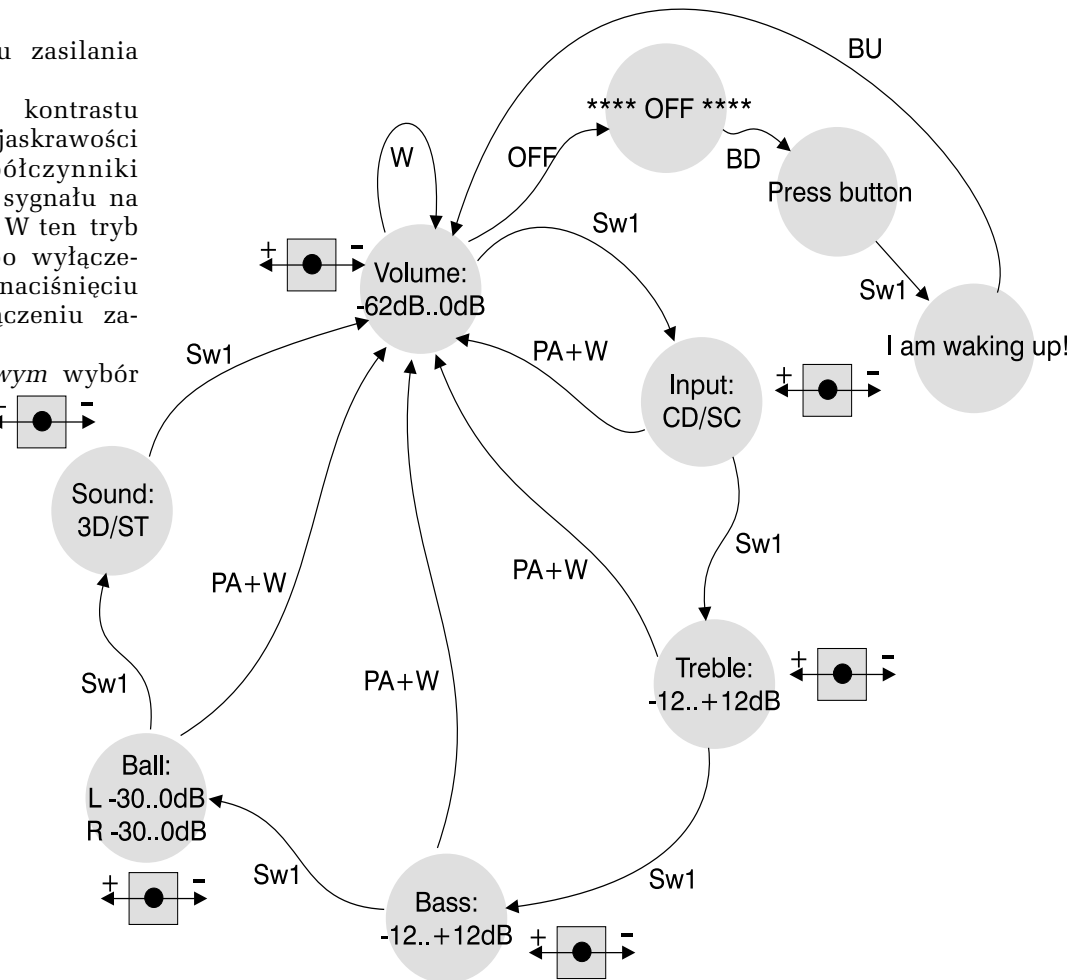 u zasilania
kontrastu
jaskrawości
półczynniki
sygnału na
W ten tryb
o wyłącze-
naciśnięciu
ączeniu za-
wym wybór
BU
**** OFF ****
W
OFF
BD
Press button
Sw1
+ -
Volume:
-62dB..0dB
Sw1
I am waking up!
Sw1
PA+W
Input:
CD/SC
+ -
+ -
Sound:
3D/ST
Sw1
PA+W
PA+W
Treble:
-12..+12dB
+ -
Sw1
PA+W
Ball:
L -30..0dB
R -30..0dB
+ -
Sw1
Sw1
Bass:
-12..+12dB
+ -